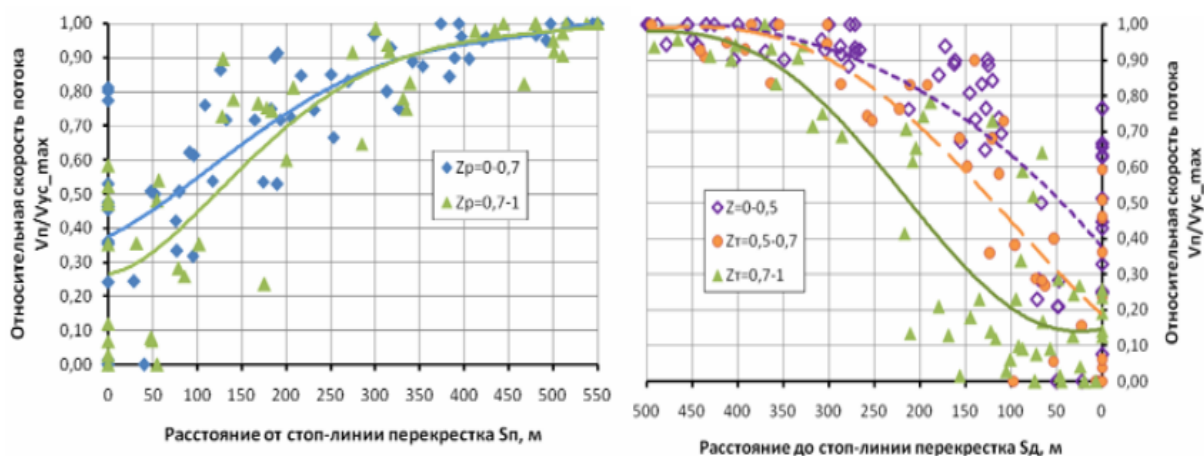 Относительная скорость потока
Vп/Vус_max
1,00
0,90
0,80
0,70
0,60
0,50
0,40
0,30
0,20
0,10
0,00
Zр=0-0,7
Zр=0,7-1
0 50 100 150 200 250 300 350 400 450 500 550
Расстояние от стоп-линии перекрестка Sп, м
Z=0-0,5
Zт=0,5-0,7
Zт=0,7-1
1,00
0,90
0,80
0,70
0,60
0,50
0,40
0,30
0,20
0,10
0,00
Относительная скорость потока
Vп/Vус_max
500 450 400 350 300 250 200 150 100 50 0
Расстояние до стоп-линии перекрестка Sд, м